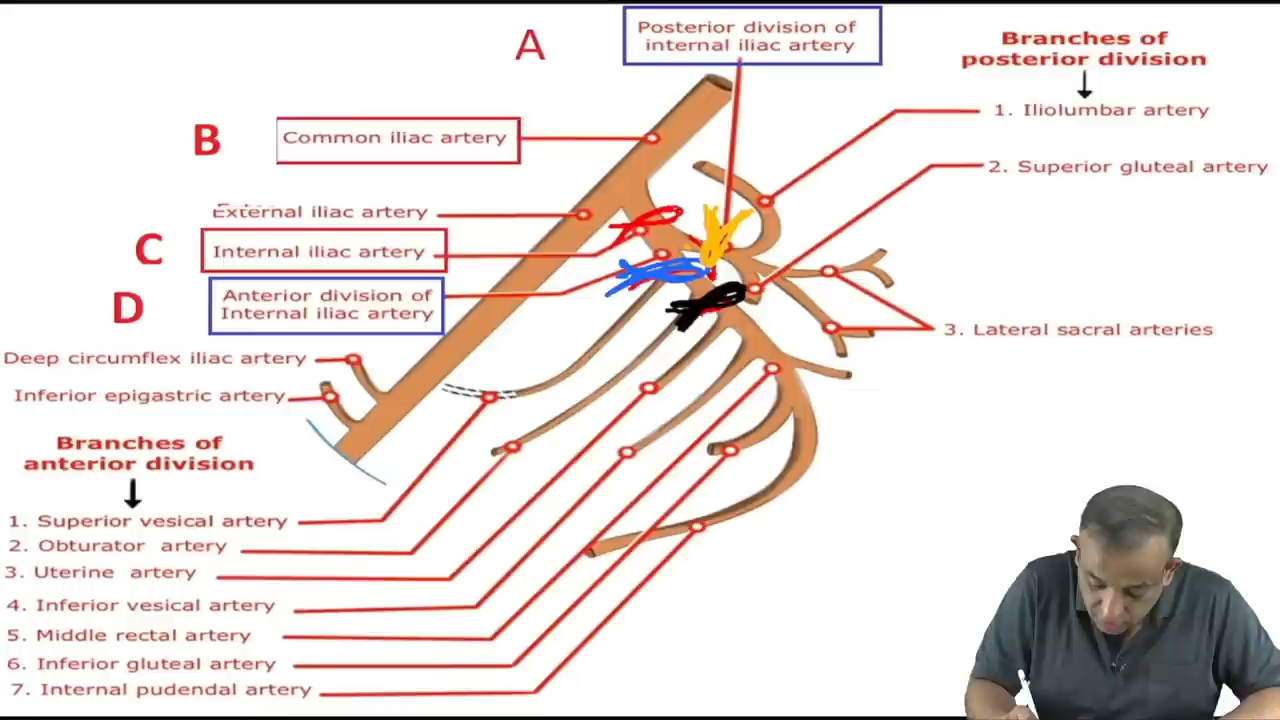 A
Posterior division of
internal iliac artery
Branches of
posterior division
1. Iliolumbar artery
B
Common iliac artery
2. Superior gluteal artery
External iliac artery
C
Internal iliac artery
D
Anterior division of
Internal iliac artery
3. Lateral sacral arteries
Deep circumflex iliac artery
Inferior epigastric artery
Branches of
anterior division
1. Superior vesical artery
2. Obturator artery
3. Uterine artery
4. Inferior vesical artery
5. Middle rectal artery
6. Inferior gluteal artery
7. Internal pudendal artery